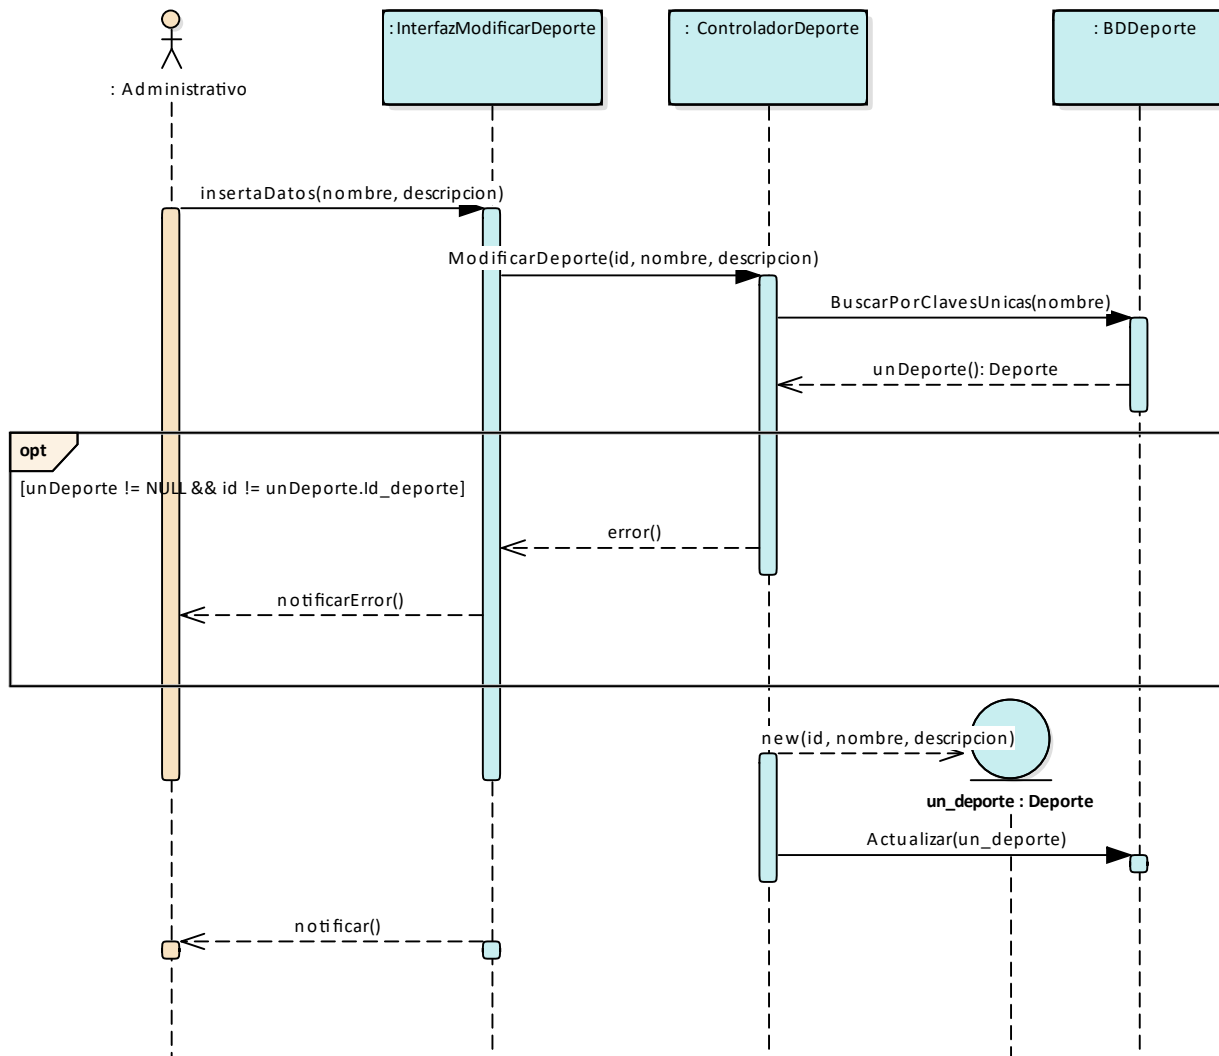 : InterfazModificarDeporte
: ControladorDeporte
: BDDeporte
: Administrativo
insertaDatos(nombre, descripcion)
ModificarDeporte(id, nombre, descripcion)
BuscarPorClavesUnicas(nombre)
unDeporte(): Deporte
opt
[unDeporte != NULL && id != unDeporte.Id_deporte]
error()
notificarError()
new(id, nombre, descripcion)
un_deporte : Deporte
Actualizar(un_deporte)
notificar()